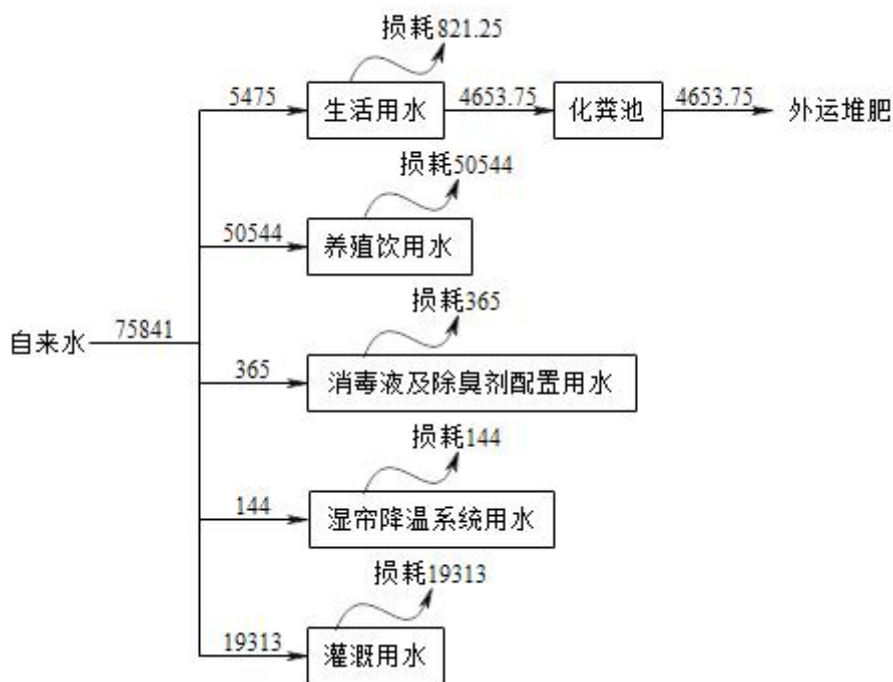 损耗821.25
5475
生活用水
4653.75
化粪池
4653.75
外运堆肥
损耗50544
50544
养殖饮用水
自来水
75841
损耗365
365
消毒液及除臭剂配置用水
损耗144
144
湿帘降温系统用水
损耗19313
19313
灌溉用水